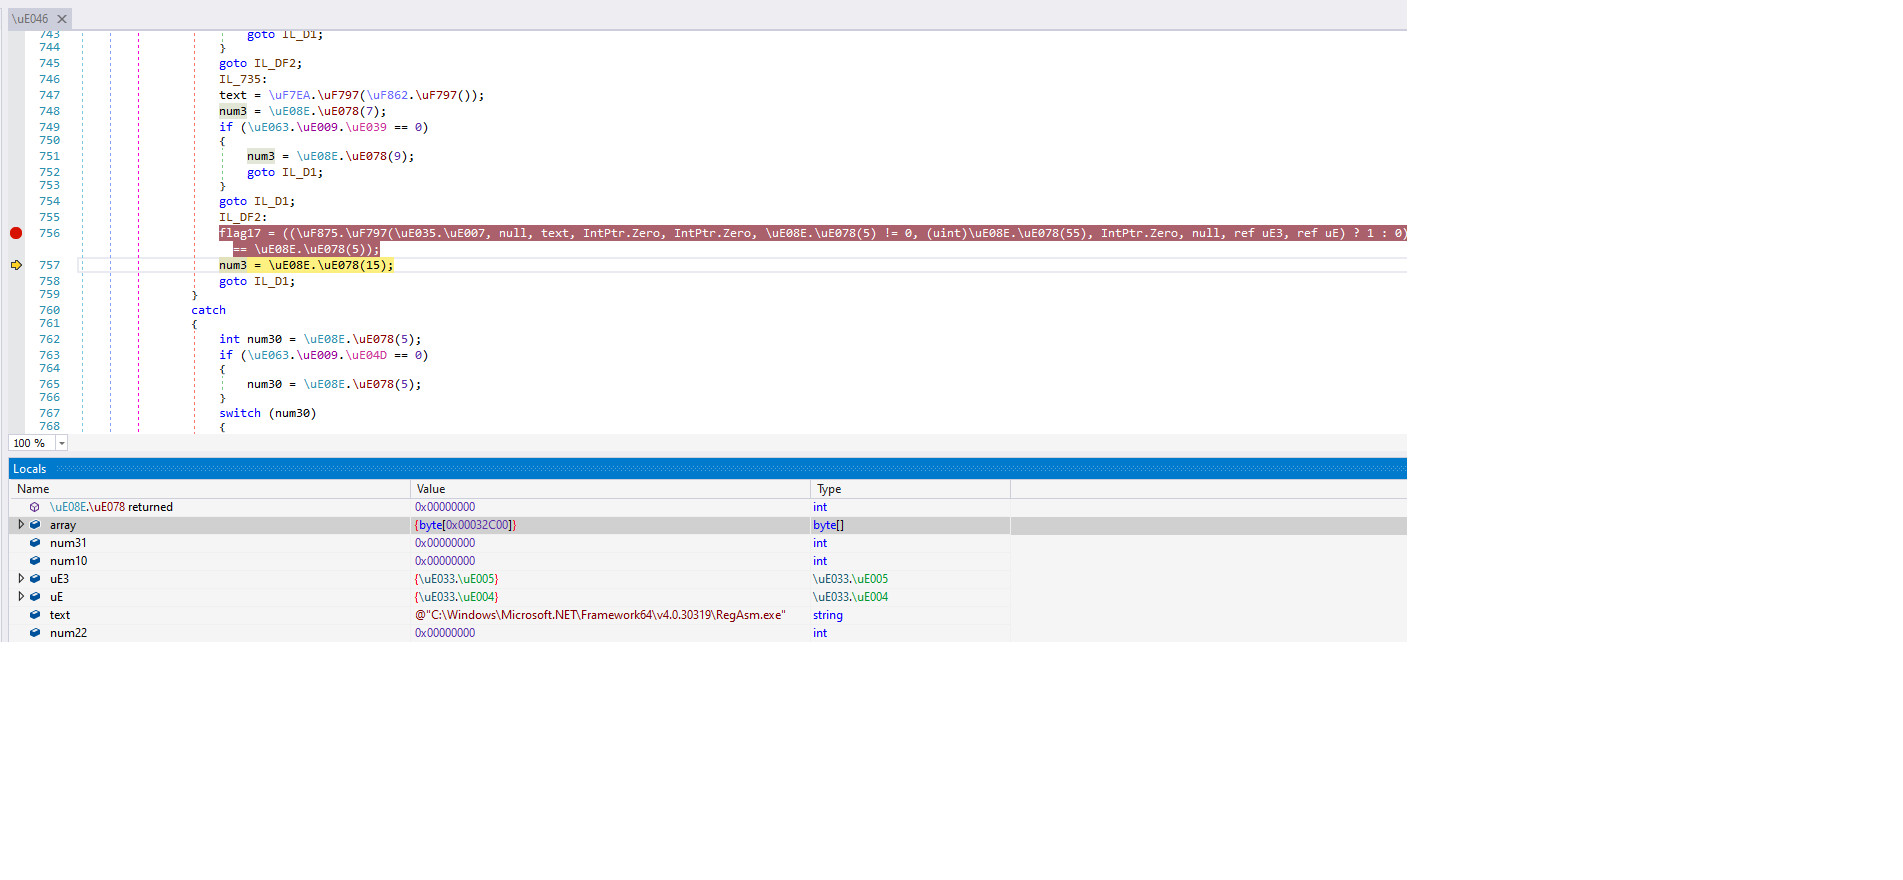 \uE046
743 goto IL_D1;
744 }
745 goto IL_DF2;
746 IL_735:
747 text = \uF7EA.\uF797(\uF862.\uF797());
748 num3 = \uE08E.\uE078(7);
749 if (\uE063.\uE009.\uE039 == 0)
750 {
751 num3 = \uE08E.\uE078(9);
752 goto IL_D1;
753 }
754 goto IL_D1;
755 IL_DF2:
756 flag17 = ((\uF875.\uF797(\uE035.\uE007, null, text, IntPtr.Zero, IntPtr.Zero, \uE08E.\uE078(5) != 0, (uint)\uE08E.\uE078(55), IntPtr.Zero, null, ref uE3, ref uE) ? 1 : 0)
== \uE08E.\uE078(5));
757 num3 = \uE08E.\uE078(15);
758 goto IL_D1;
759 }
760 catch
761 {
762 int num30 = \uE08E.\uE078(5);
763 if (\uE063.\uE009.\uE04D == 0)
764 {
765 num30 = \uE08E.\uE078(5);
766 }
767 switch (num30)
768 {
100 %
Locals
Name Value Type
\uE08E.\uE078 returned 0x00000000 int
array {byte[0x00032C00]} byte[]
num31 0x00000000 int
num10 0x00000000 int
uE3 {\uE033.\uE005} \uE033.\uE005
uE {\uE033.\uE004} \uE033.\uE004
text @"C:\Windows\Microsoft.NET\Framework64\v4.0.30319\RegAsm.exe" string
num22 0x00000000 int